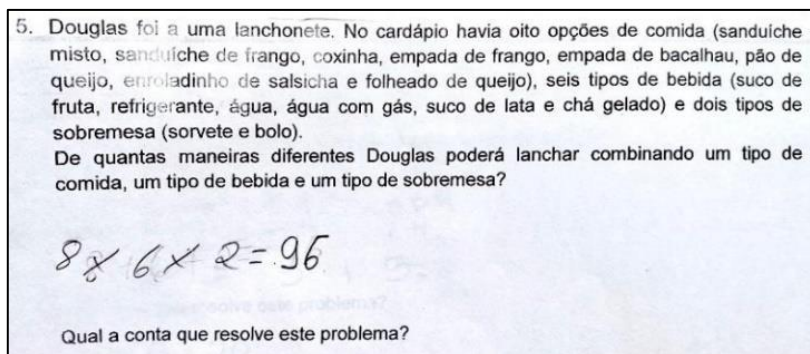 5. Douglas foi a uma lanchonete. No cardápio havia oito opções de comida (sanduíche
misto, sanduíche de frango, coxinha, empada de frango, empada de bacalhau, pão de
queijo, enroladinho de salsicha e folheado de queijo), seis tipos de bebida (suco de
fruta, refrigerante, água, água com gás, suco de lata e chá gelado) e dois tipos de
sobremesa (sorvete e bolo).
De quantas maneiras diferentes Douglas poderá lanchar combinando um tipo de
comida, um tipo de bebida e um tipo de sobremesa?
8 x 6 x 2 = 96
Qual a conta que resolve este problema?